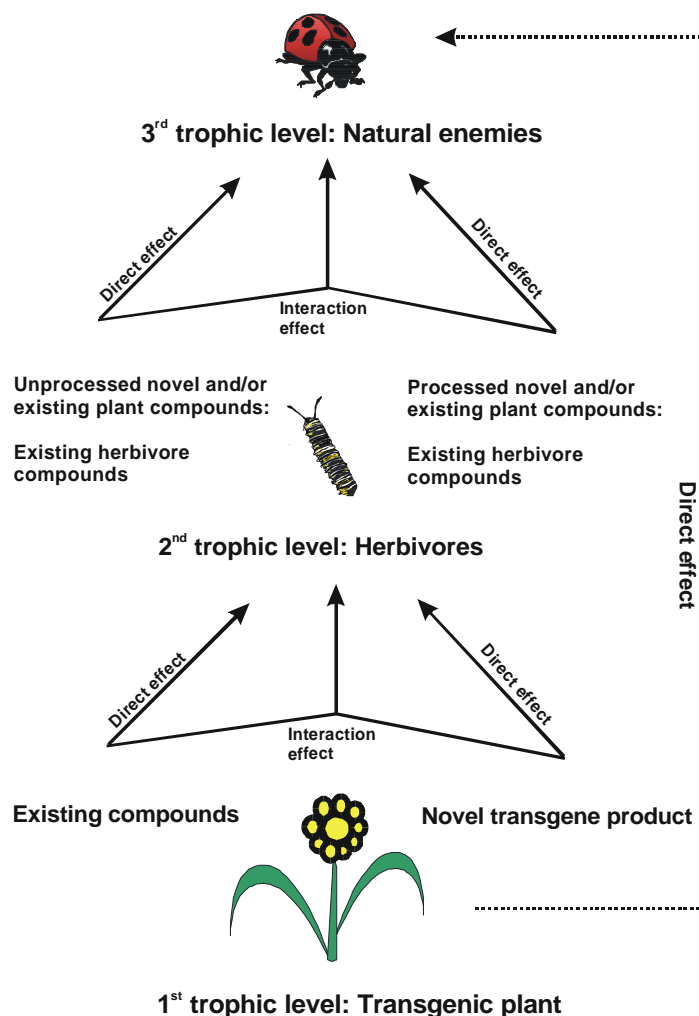 3rd trophic level: Natural enemies
Direct effect
Direct effect
Interaction
effect
Unprocessed novel and/or
existing plant compounds:
Existing herbivore
compounds
Processed novel and/or
existing plant compounds:
Existing herbivore
compounds
Direct effect
2nd trophic level: Herbivores
Direct effect
Direct effect
Interaction
effect
Existing compounds
Novel transgene product
1st trophic level: Transgenic plant